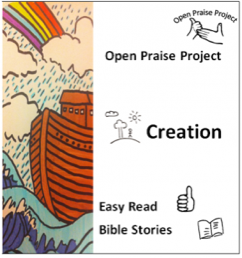 Open Praise Project
Open Praise Project
Creation
Easy Read
Bible Stories